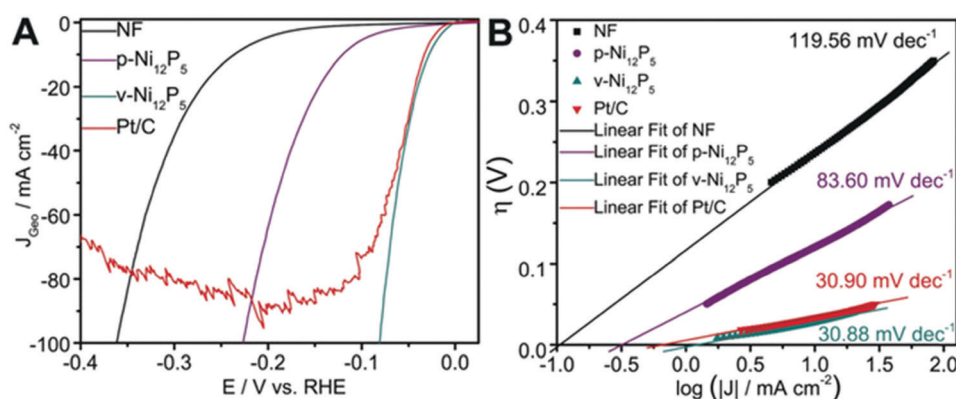 A
NF
p-Ni₁₂P₅
v-Ni₁₂P₅
Pt/C
0
-20
-40
-60
-80
-100
J_Geo / mA cm⁻²
-0.4
-0.3
-0.2
-0.1
0.0
E / V vs. RHE
B
NF
p-Ni₁₂P₅
v-Ni₁₂P₅
Pt/C
Linear Fit of NF
Linear Fit of p-Ni₁₂P₅
Linear Fit of v-Ni₁₂P₅
Linear Fit of Pt/C
119.56 mV dec⁻¹
83.60 mV dec⁻¹
30.90 mV dec⁻¹
30.88 mV dec⁻¹
0.4
0.3
0.2
0.1
0.0
η (V)
-1.0
-0.5
0.0
0.5
1.0
1.5
2.0
log (|J| / mA cm⁻²)